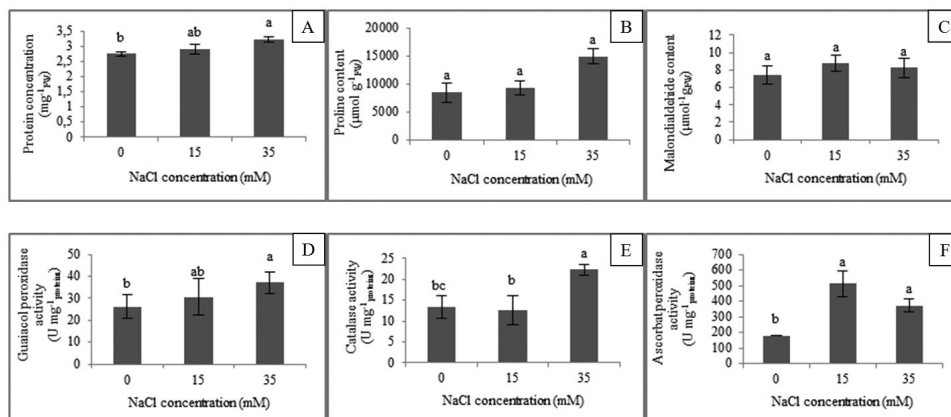 A
Protein concentration
(mg-1FW)
3,5
3
2,5
2
1,5
1
0,5
0
b
ab
a
0 15 35
NaCl concentration (mM)
B
Proline content
(µmol g-1FW)
20000
15000
10000
5000
0
a
a
a
0 15 35
NaCl concentration (mM)
C
Malondialdehide content
(µmol-1gFW)
12
10
8
6
4
2
0
a
a
a
0 15 35
NaCl concentration (mM)
D
Guaiacol peroxidase
activity
(U mg-1proteins)
50
40
30
20
10
0
b
ab
a
0 15 35
NaCl concentration (mM)
E
Catalase activity
(U mg-1proteins)
25
20
15
10
5
0
bc
b
a
0 15 35
NaCl concentration (mM)
F
Ascorbat peroxidase
activity
(U mg-1proteins)
700
600
500
400
300
200
100
0
b
a
a
0 15 35
NaCl concentration (mM)